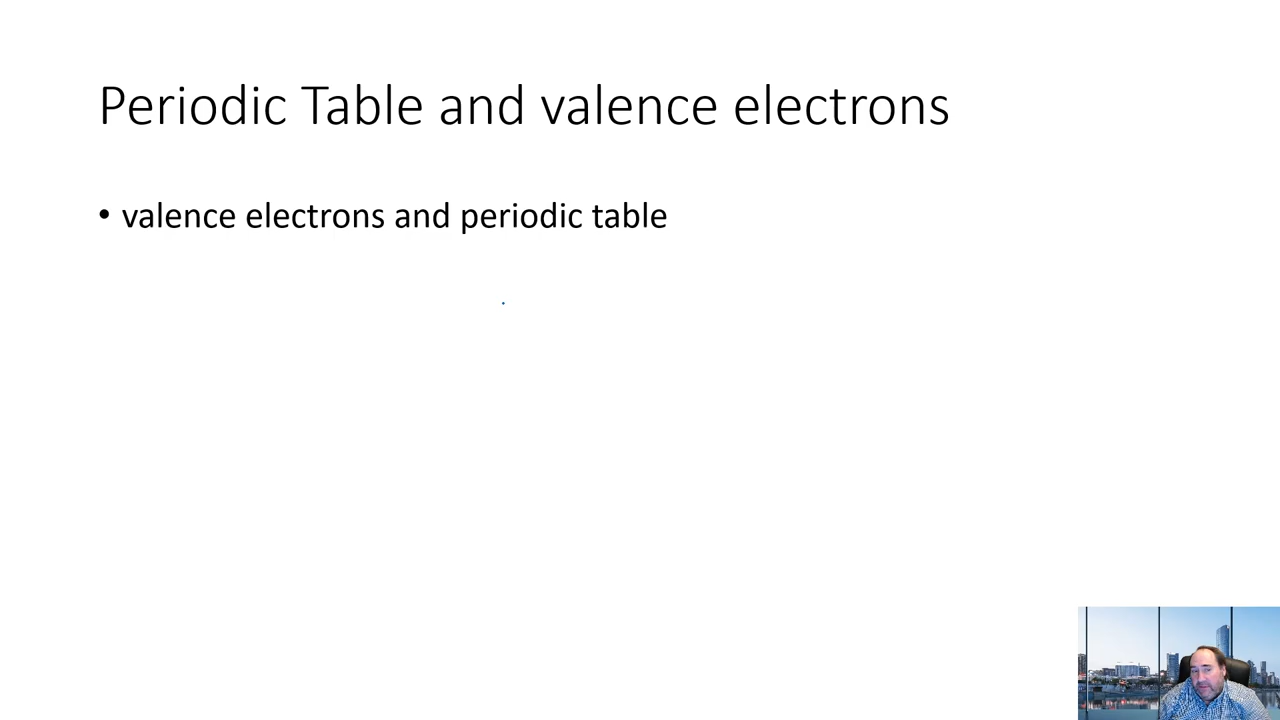 Periodic Table and valence electrons
• valence electrons and periodic table